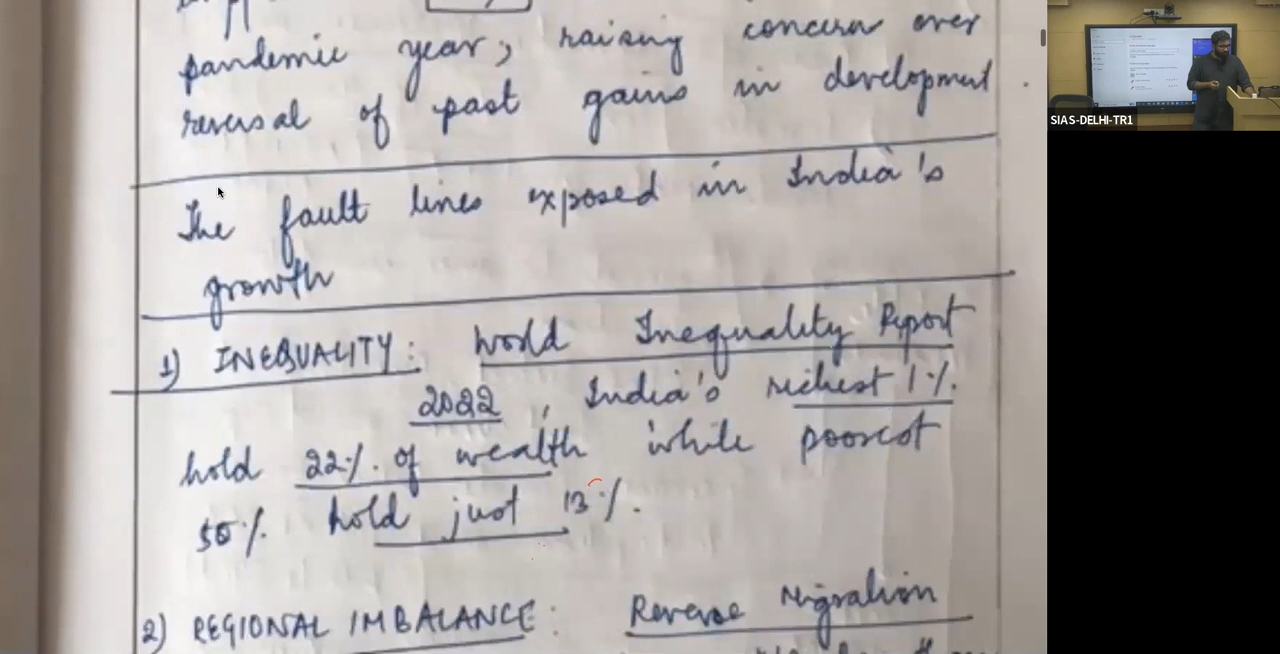 pandemic year, raising concern over
reversal of past gains in development.
The fault lines exposed in India's
growth
1) INEQUALITY: World Inequality Report
2022, India's richest 1%.
hold 22%. of wealth while poorest
50%. hold just 13%.
2) REGIONAL IMBALANCE: Reverse Migration
SIAS-DELHI-TR1